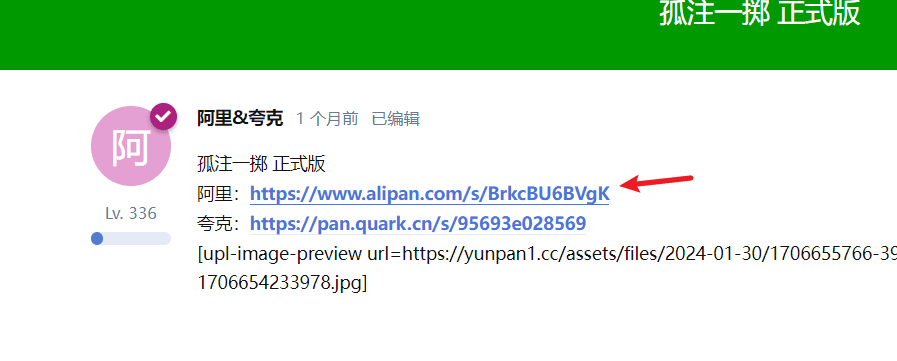 孤注一掷 正式版
阿
阿里&夸克 1 个月前 已编辑
孤注一掷 正式版
阿里：https://www.alipan.com/s/BrkcBU6BVgK
Lv. 336
夸克：https://pan.quark.cn/s/95693e028569
[upl-image-preview url=https://yunpan1.cc/assets/files/2024-01-30/1706655766-39
1706654233978.jpg]